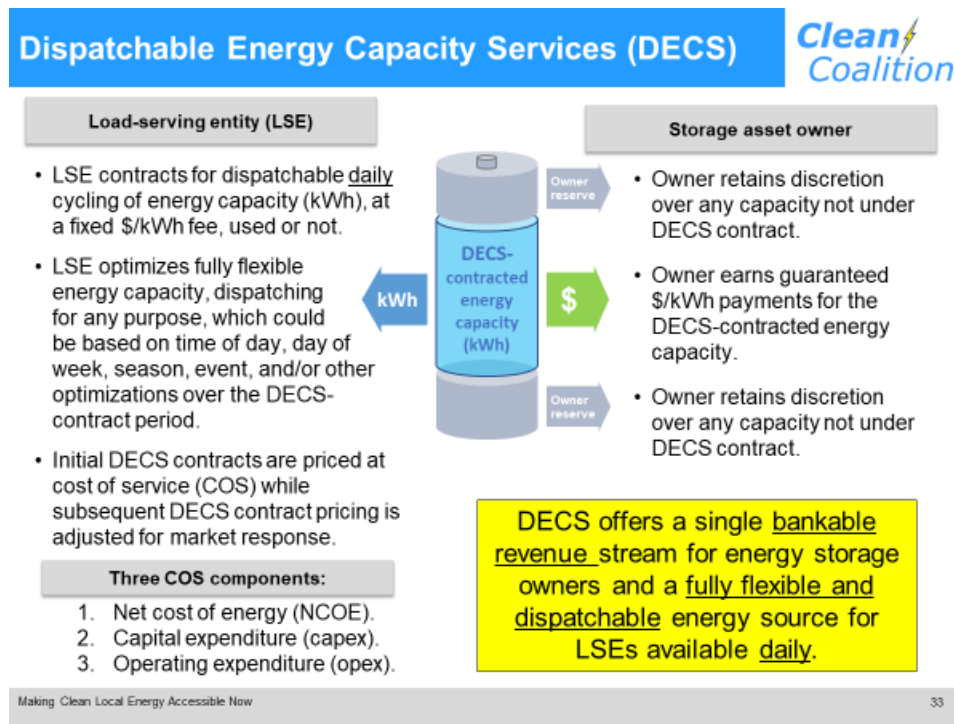 Dispatchable Energy Capacity Services (DECS)
Clean
Coalition
Load-serving entity (LSE)
• LSE contracts for dispatchable daily
cycling of energy capacity (kWh), at
a fixed $/kWh fee, used or not.
• LSE optimizes fully flexible
energy capacity, dispatching
for any purpose, which could
be based on time of day, day of
week, season, event, and/or other
optimizations over the DECS-
contract period.
• Initial DECS contracts are priced at
cost of service (COS) while
subsequent DECS contract pricing is
adjusted for market response.
Three COS components:
1. Net cost of energy (NCOE).
2. Capital expenditure (capex).
3. Operating expenditure (opex).
kWh
DECS-
contracted
energy
capacity
(kWh)
Owner
reserve
$
Owner
reserve
Storage asset owner
• Owner retains discretion
over any capacity not under
DECS contract.
• Owner earns guaranteed
$/kWh payments for the
DECS-contracted energy
capacity.
• Owner retains discretion
over any capacity not under
DECS contract.
DECS offers a single bankable
revenue stream for energy storage
owners and a fully flexible and
dispatchable energy source for
LSEs available daily.
Making Clean Local Energy Accessible Now
33